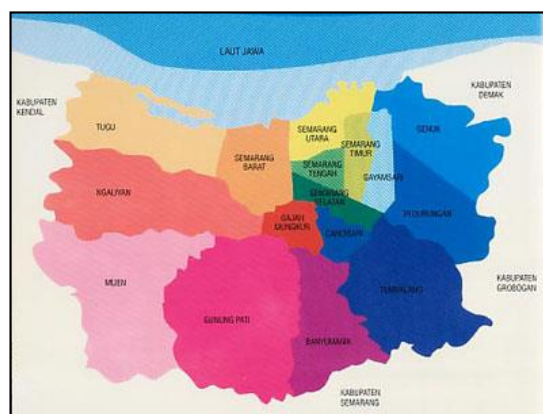 LAUT JAWA
KABUPATEN
KENDAL
KABUPATEN
DEMAK
TUGU
SEMARANG
UTARA
GENUK
SEMARANG
BARAT
SEMARANG
TIMUR
SEMARANG
TENGAH
GAYAMSARI
NGALIYAN
SEMARANG
SELATAN
PEDURUNGAN
GAJAH
MUNGKUR
CANDISARI
MIJEN
TEMBALANG
KABUPATEN
GROBOGAN
GUNUNG PATI
BANYUMANIK
KABUPATEN
SEMARANG